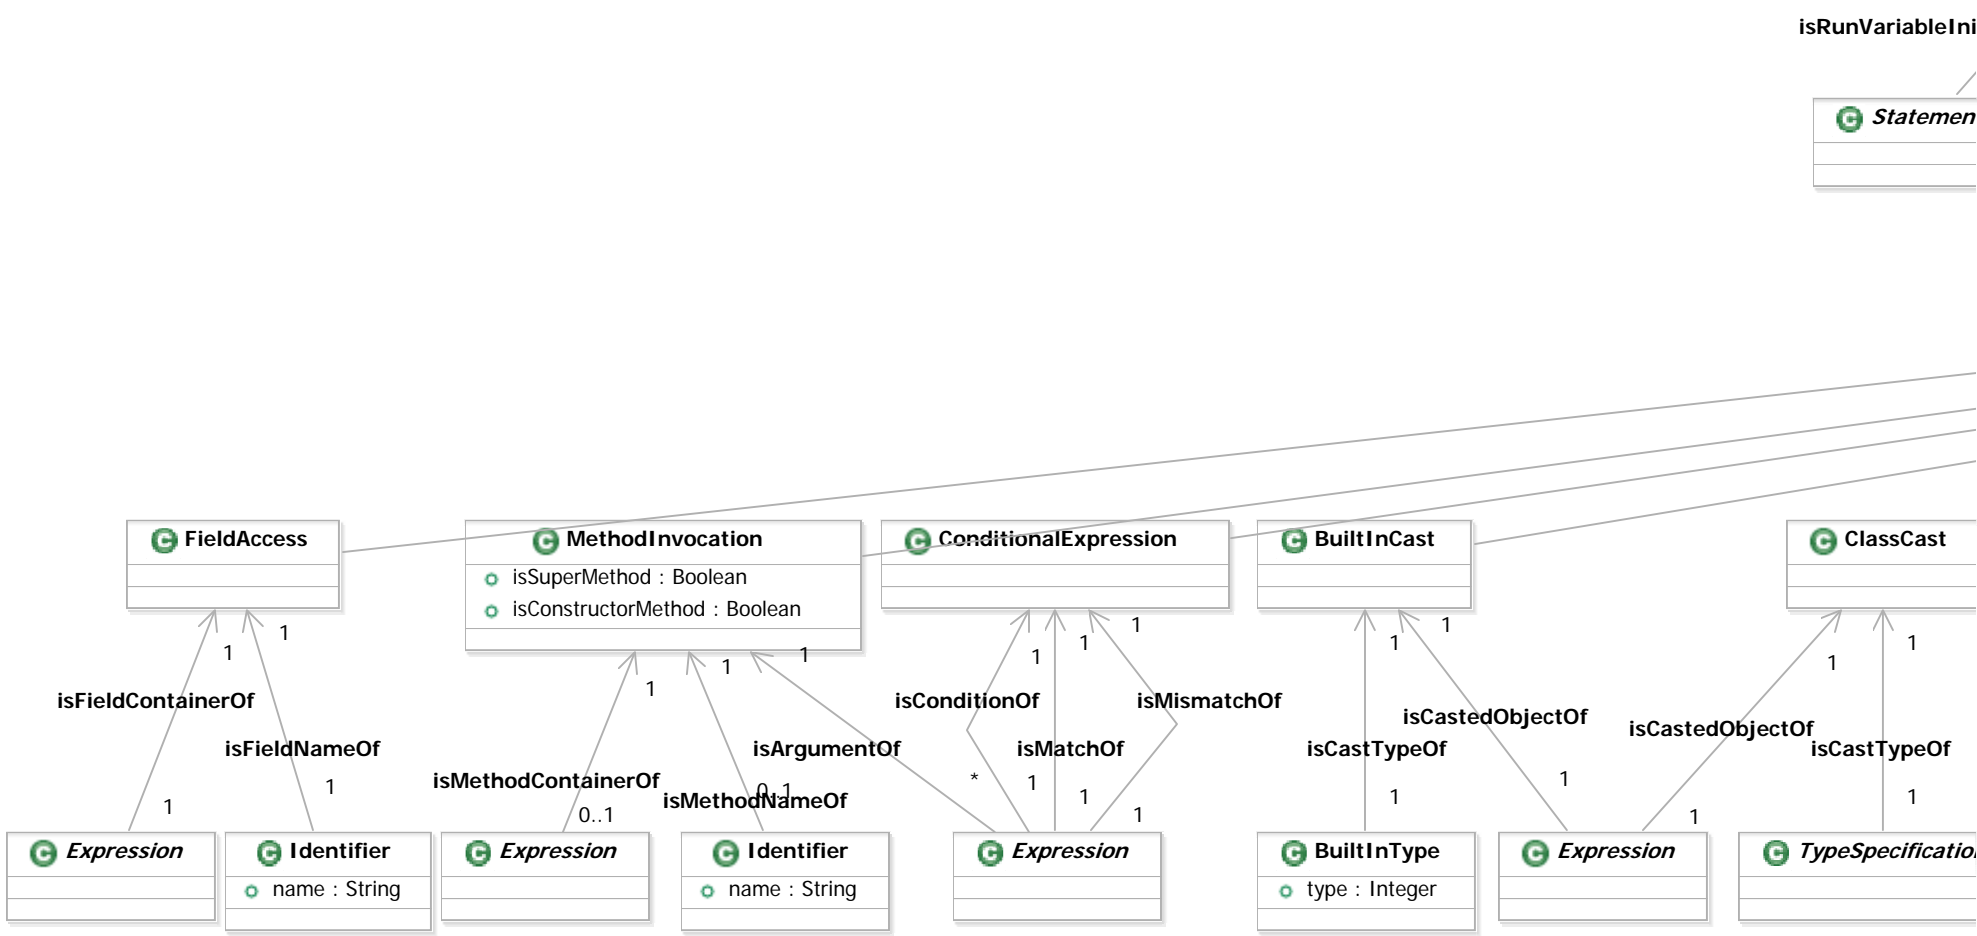 isRunVariableIni
Statemen
FieldAccess
MethodInvocation
isSuperMethod : Boolean
isConstructorMethod : Boolean
ConditionalExpression
BuiltInCast
ClassCast
1
1
1
1
1
1
1
1
1
1
1
1
isFieldContainerOf
isFieldNameOf
isMethodContainerOf
isMethodNameOf
isArgumentOf
isConditionOf
isMatchOf
isMismatchOf
isCastTypeOf
isCastedObjectOf
isCastedObjectOf
isCastTypeOf
1
1
0..1
0..1
*
1
1
1
1
1
1
1
Expression
Identifier
name : String
Expression
Identifier
name : String
Expression
BuiltInType
type : Integer
Expression
TypeSpecificatio